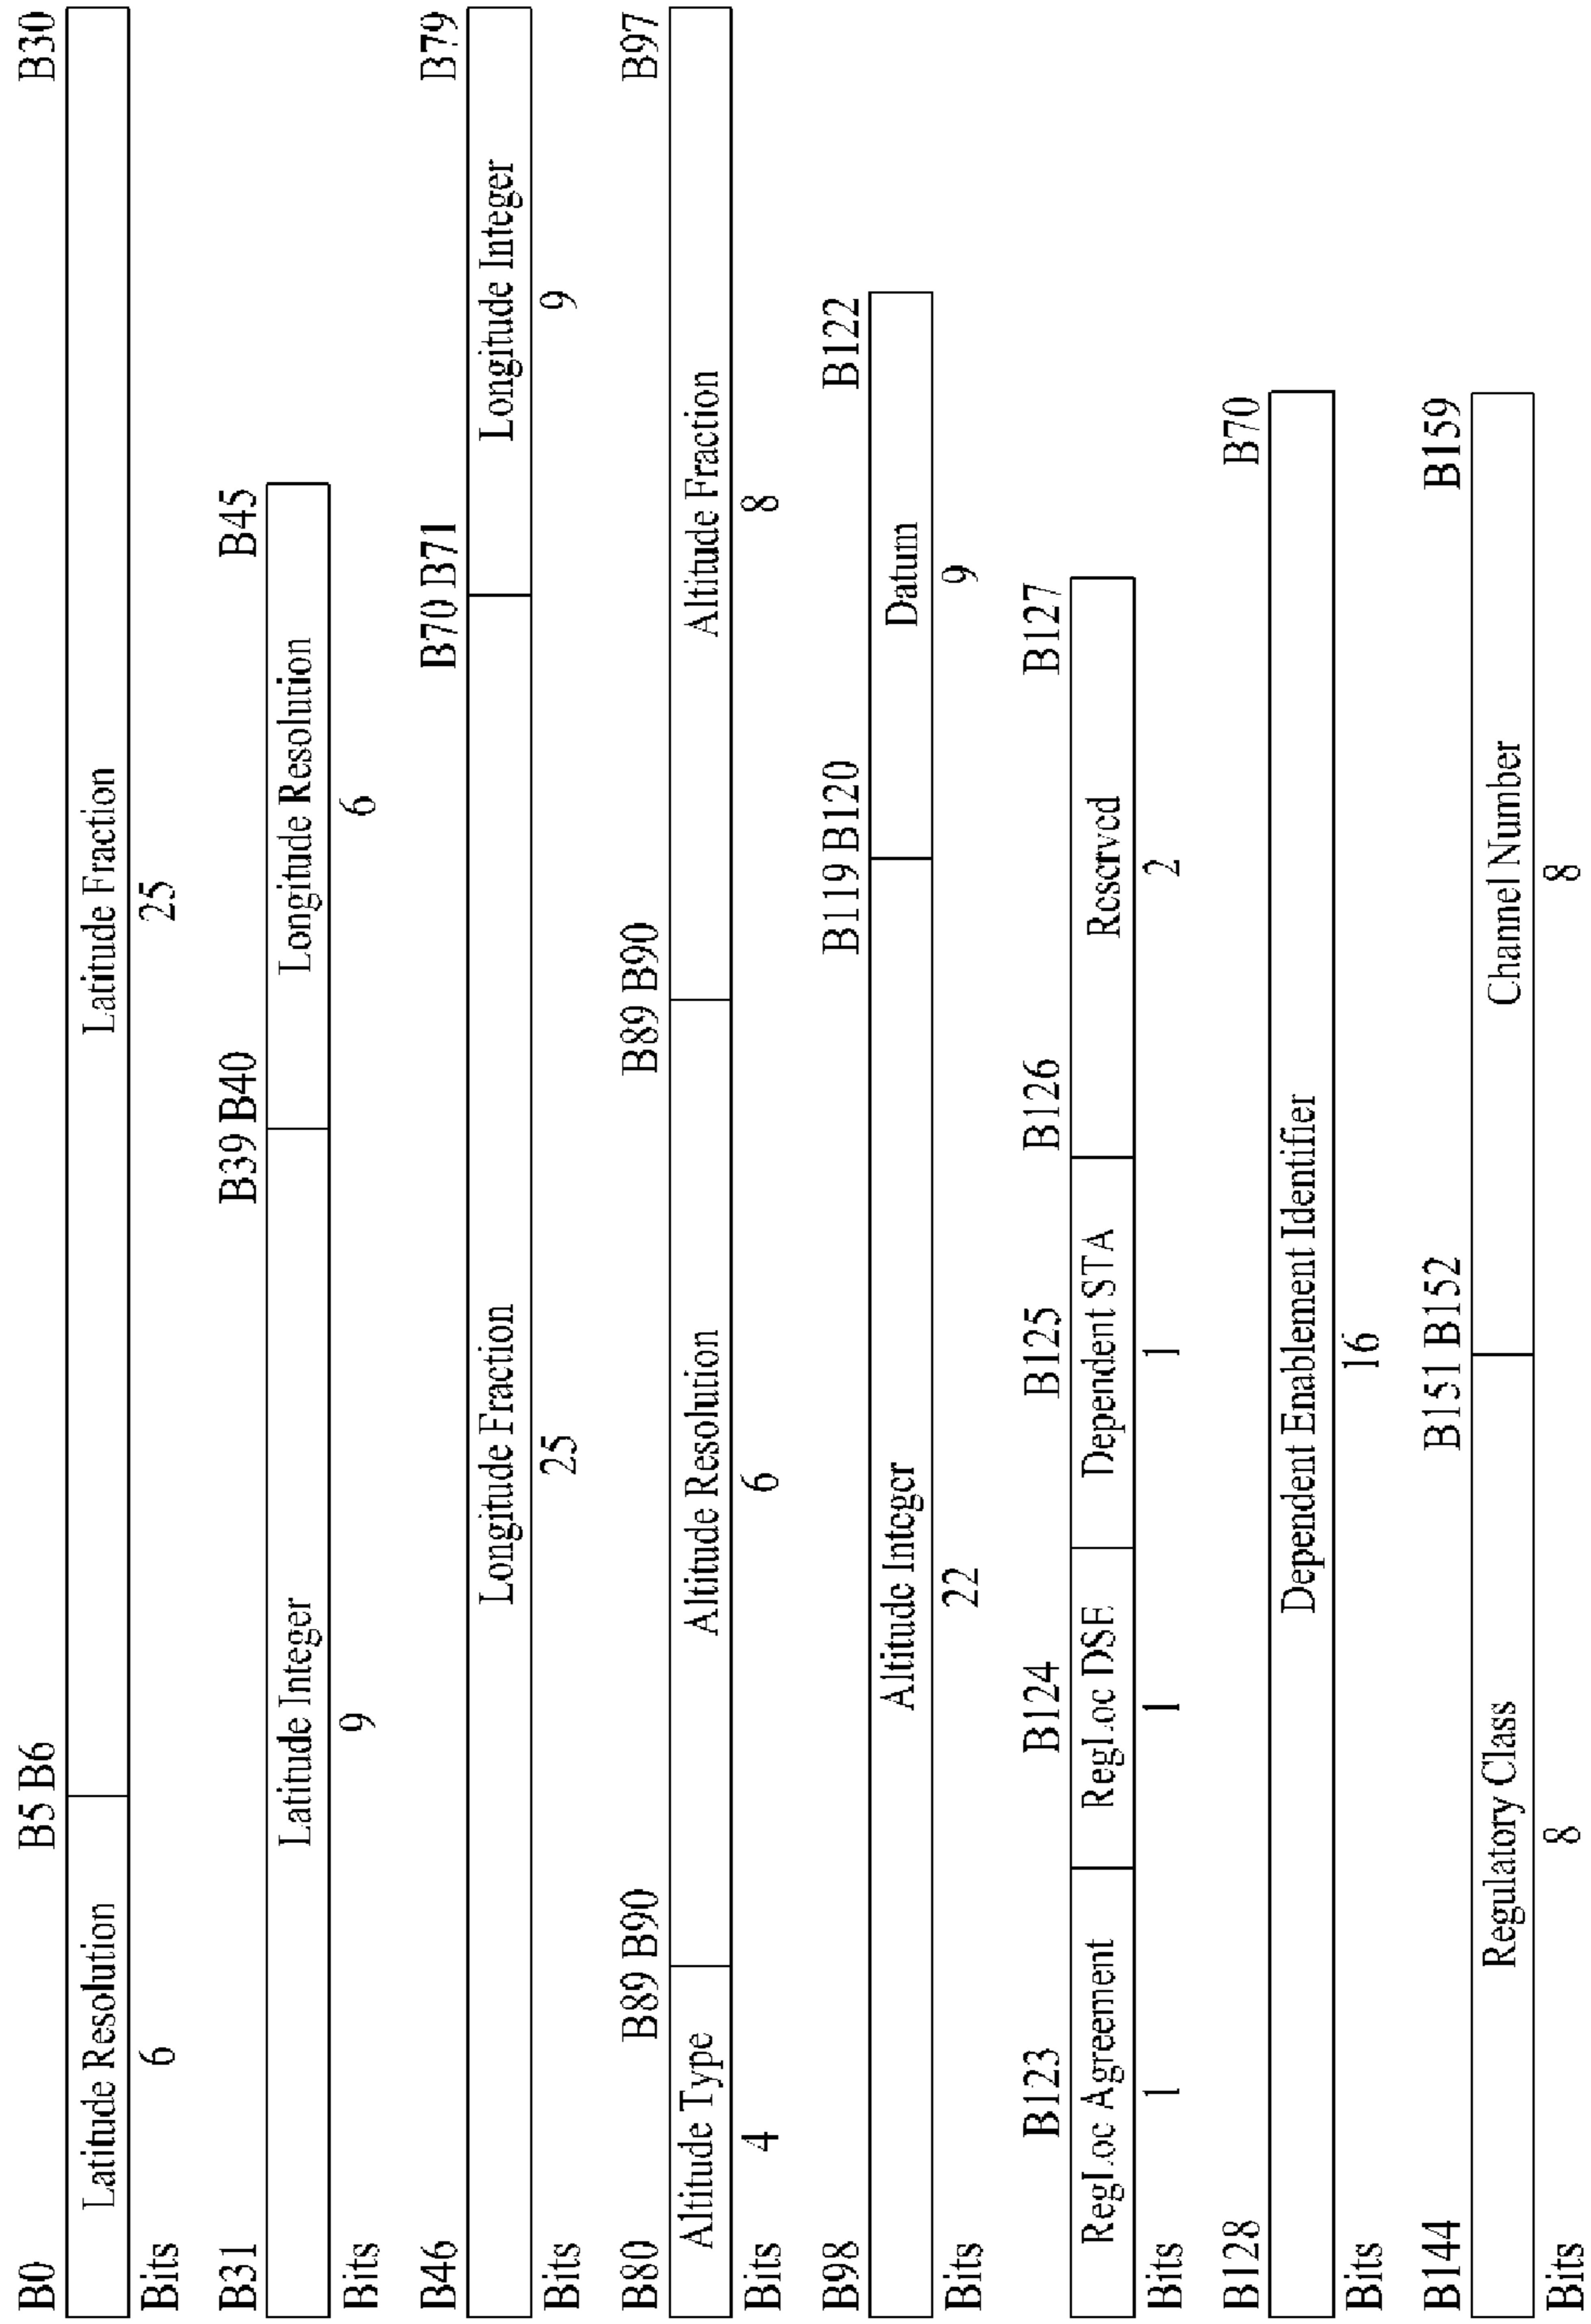 B0 B5 B6 B30
Latitude Resolution Latitude Fraction
Bits 6 25
B31 B39 B40 B45
Latitude Integer Longitude Resolution
Bits 9 6
B46 B70 B71 B79
Longitude Fraction Longitude Integer
Bits 25 9
B80 B89 B90 B89 B90 B97
Altitude Type Altitude Resolution Altitude Fraction
Bits 4 6 8
B98 B119 B120 B122
Altitude Integer Datum
Bits 22 9
B123 B124 B125 B126 B127
RegLoc Agreement RegLoc DSE Dependent STA Reserved
Bits 1 1 1 2
B128 B70
Dependent Enablement Identifier
Bits 16
B144 B151 B152 B159
Regulatory Class Channel Number
Bits 8 8